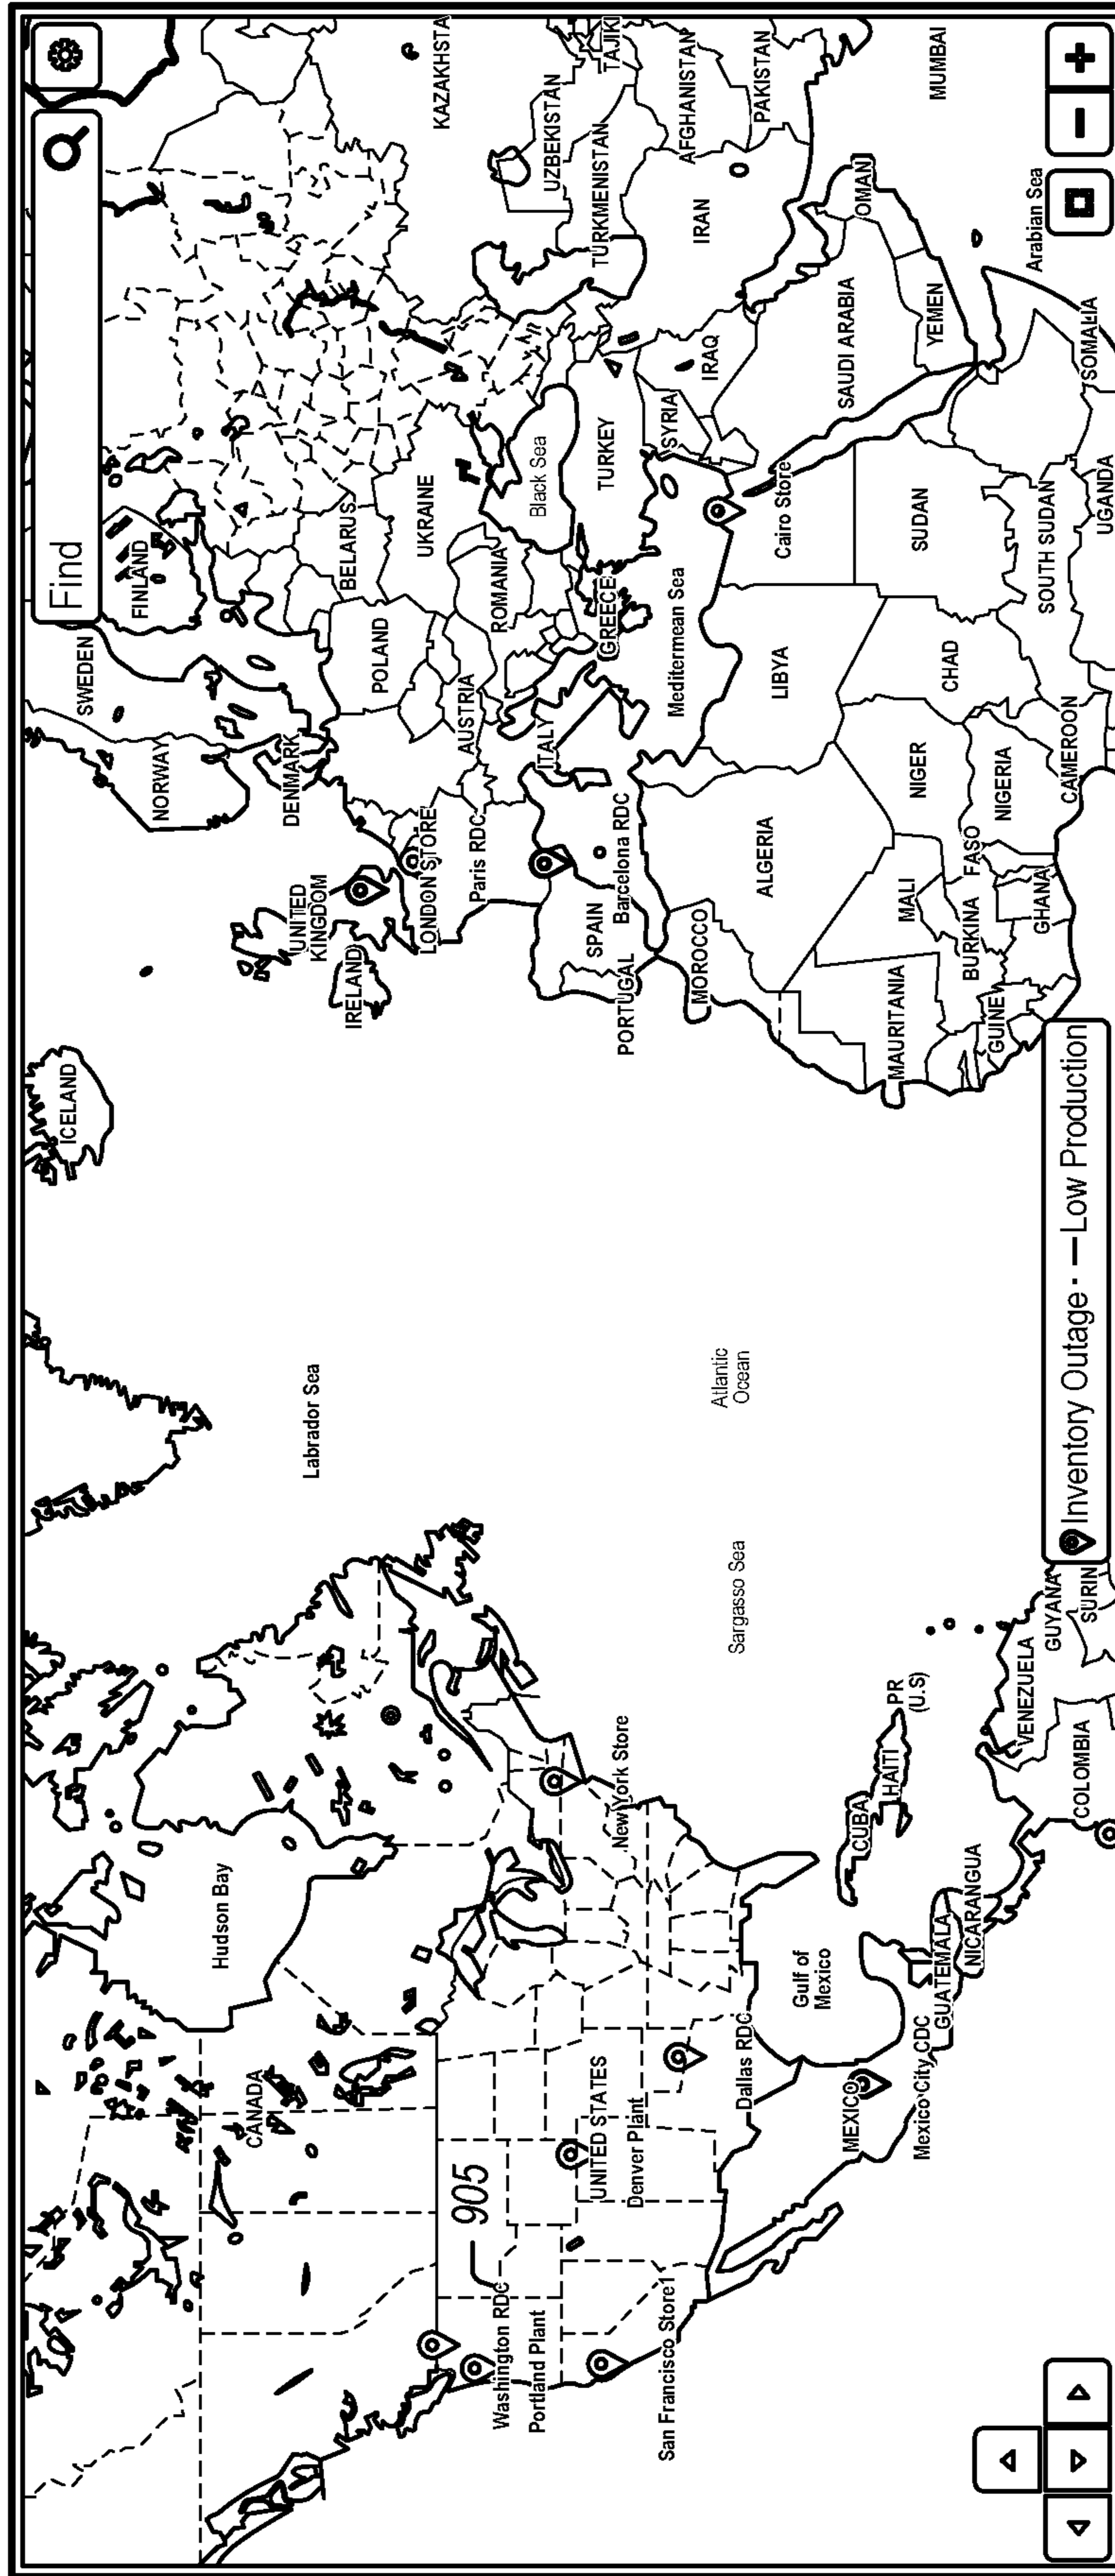 Find
SWEDEN
FINLAND
NORWAY
ICELAND
DENMARK
Hudson Bay
CANADA
Labrador Sea
UNITED
KINGDOM
IRELAND
LONDON STORE
POLAND
BELARUS
UKRAINE
KAZAKHSTA
905
Washington RDC
Portland Plant
Paris RDC
AUSTRIA
ROMANIA
Black Sea
UZBEKISTAN
ITALY
UNITED STATES
Denver Plant
New York Store
SPAIN
PORTUGAL
Barcelona RDC
GREECE
TURKEY
TURKMENISTAN
TAJIKI
San Francisco Store1
Meditermean Sea
SYRIA
IRAQ
IRAN
AFGHANISTAN
MOROCCO
Dallas RDC
Sargasso Sea
Atlantic
Ocean
ALGERIA
LIBYA
Cairo Store
PAKISTAN
Gulf of
Mexico
MEXICO
CUBA
HAITI
PR
(U.S)
SAUDI ARABIA
OMAN
Mexico City CDC
GUATEMALA
NICARANGUA
MAURITANIA
MALI
NIGER
CHAD
SUDAN
YEMEN
MUMBAI
BURKINA
FASO
GUINE
NIGERIA
Arabian Sea
VENEZUELA
GUYANA
SURIN
COLOMBIA
GHANA
CAMEROON
SOUTH SUDAN
UGANDA
SOMALIA
Inventory Outage · — Low Production